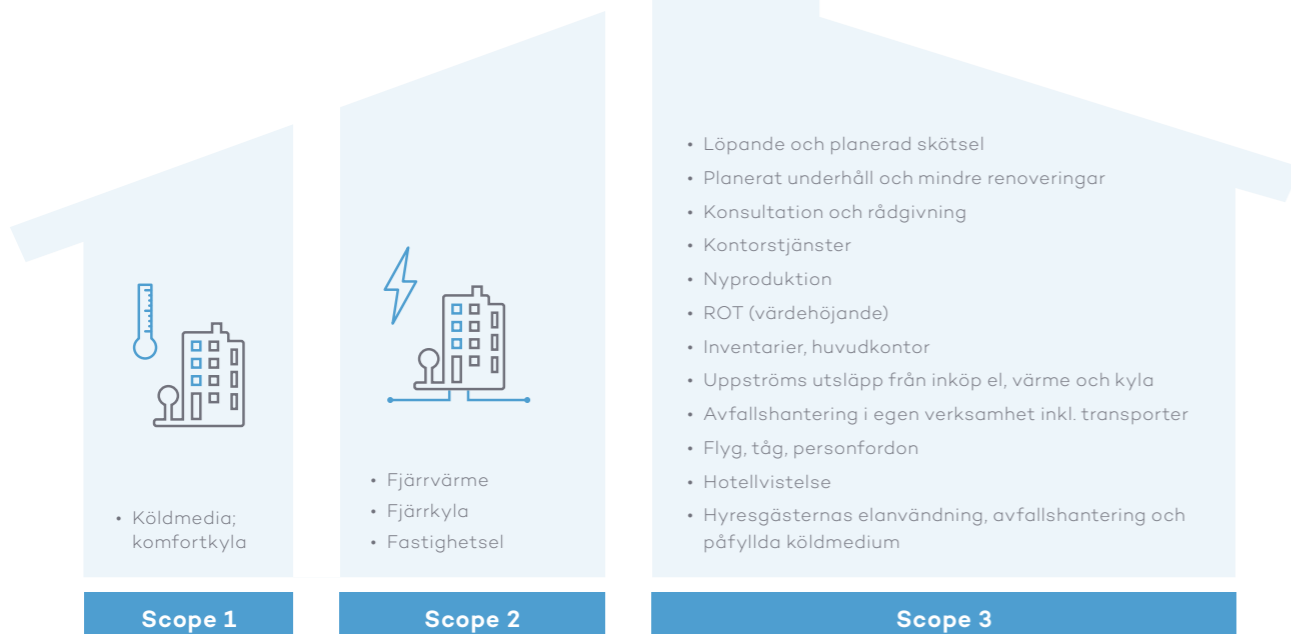 • Köldmedia;
komfortkyla
Scope 1
• Fjärrvärme
• Fjärrkyla
• Fastighetsel
Scope 2
• Löpande och planerad skötsel
• Planerat underhåll och mindre renoveringar
• Konsultation och rådgivning
• Kontorstjänster
• Nyproduktion
• ROT (värdehöjande)
• Inventarier, huvudkontor
• Uppströms utsläpp från inköp el, värme och kyla
• Avfallshantering i egen verksamhet inkl. transporter
• Flyg, tåg, personfordon
• Hotellvistelse
• Hyresgästernas elanvändning, avfallshantering och
påfyllda köldmedium
Scope 3